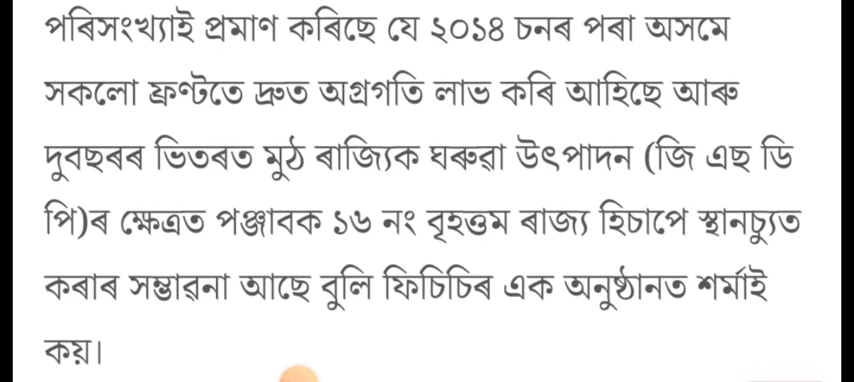 পৰিসংখ্যাই প্ৰমাণ কৰিছে যে ২০১৪ চনৰ পৰা অসমে
সকলো ফ্ৰণ্টতে দ্ৰুত অগ্ৰগতি লাভ কৰি আহিছে আৰু
দুবছৰৰ ভিতৰত মুঠ ৰাজ্যিক ঘৰুৱা উৎপাদন (জি এছ ডি
পি)ৰ ক্ষেত্ৰত পঞ্জাবক ১৬ নং বৃহত্তম ৰাজ্য হিচাপে স্থানচ্যুত
কৰাৰ সম্ভাৱনা আছে বুলি ফিচিচিৰ এক অনুষ্ঠানত শৰ্মাই
কয়।